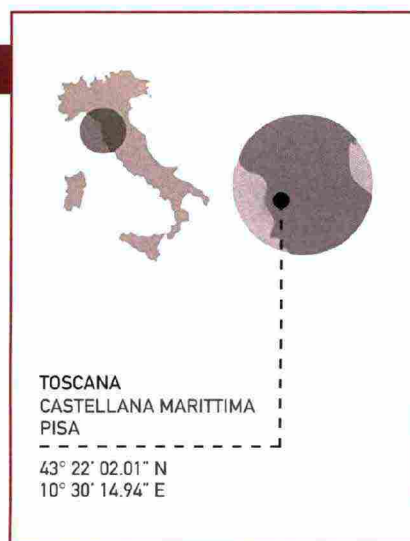 TOSCANA
CASTELLANA MARITTIMA
PISA
43° 22' 02.01" N
10° 30' 14.94" E